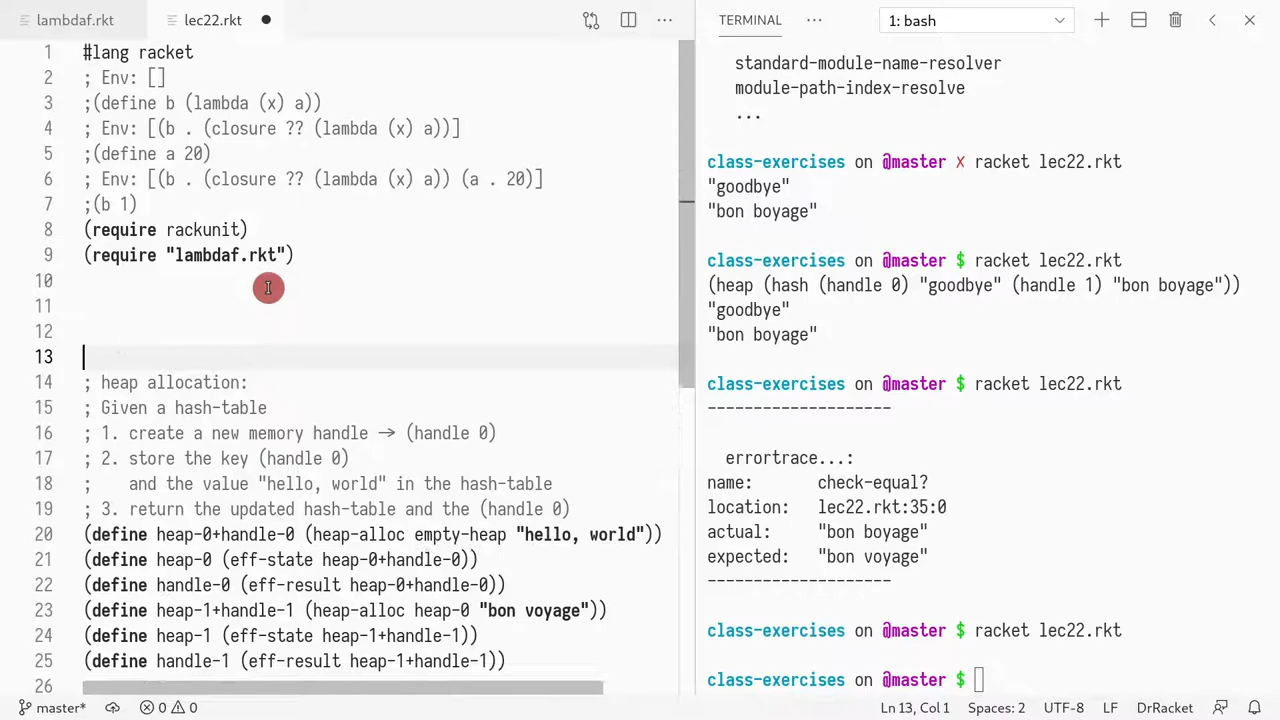 lambdaf.rkt
lec22.rkt
TERMINAL
1: bash
1 #lang racket
2 ; Env: []
3 ;(define b (lambda (x) a))
4 ; Env: [(b . (closure ?? (lambda (x) a))]
5 ;(define a 20)
6 ; Env: [(b . (closure ?? (lambda (x) a)) (a . 20)]
7 ;(b 1)
8 (require rackunit)
9 (require "lambdaf.rkt")
10
11
12
13
14 ; heap allocation:
15 ; Given a hash-table
16 ; 1. create a new memory handle → (handle 0)
17 ; 2. store the key (handle 0)
18 ;    and the value "hello, world" in the hash-table
19 ; 3. return the updated hash-table and the (handle 0)
20 (define heap-0+handle-0 (heap-alloc empty-heap "hello, world"))
21 (define heap-0 (eff-state heap-0+handle-0))
22 (define handle-0 (eff-result heap-0+handle-0))
23 (define heap-1+handle-1 (heap-alloc heap-0 "bon voyage"))
24 (define heap-1 (eff-state heap-1+handle-1))
25 (define handle-1 (eff-result heap-1+handle-1))
26
standard-module-name-resolver
module-path-index-resolve
...
class-exercises on @master ✗ racket lec22.rkt
"goodbye"
"bon boyage"
class-exercises on @master $ racket lec22.rkt
(heap (hash (handle 0) "goodbye" (handle 1) "bon boyage"))
"goodbye"
"bon boyage"
class-exercises on @master $ racket lec22.rkt
--------------------
errortrace...:
name: check-equal?
location: lec22.rkt:35:0
actual: "bon boyage"
expected: "bon voyage"
--------------------
class-exercises on @master $ racket lec22.rkt
class-exercises on @master $
master*
0
0
Ln 13, Col 1
Spaces: 2
UTF-8
LF
DrRacket